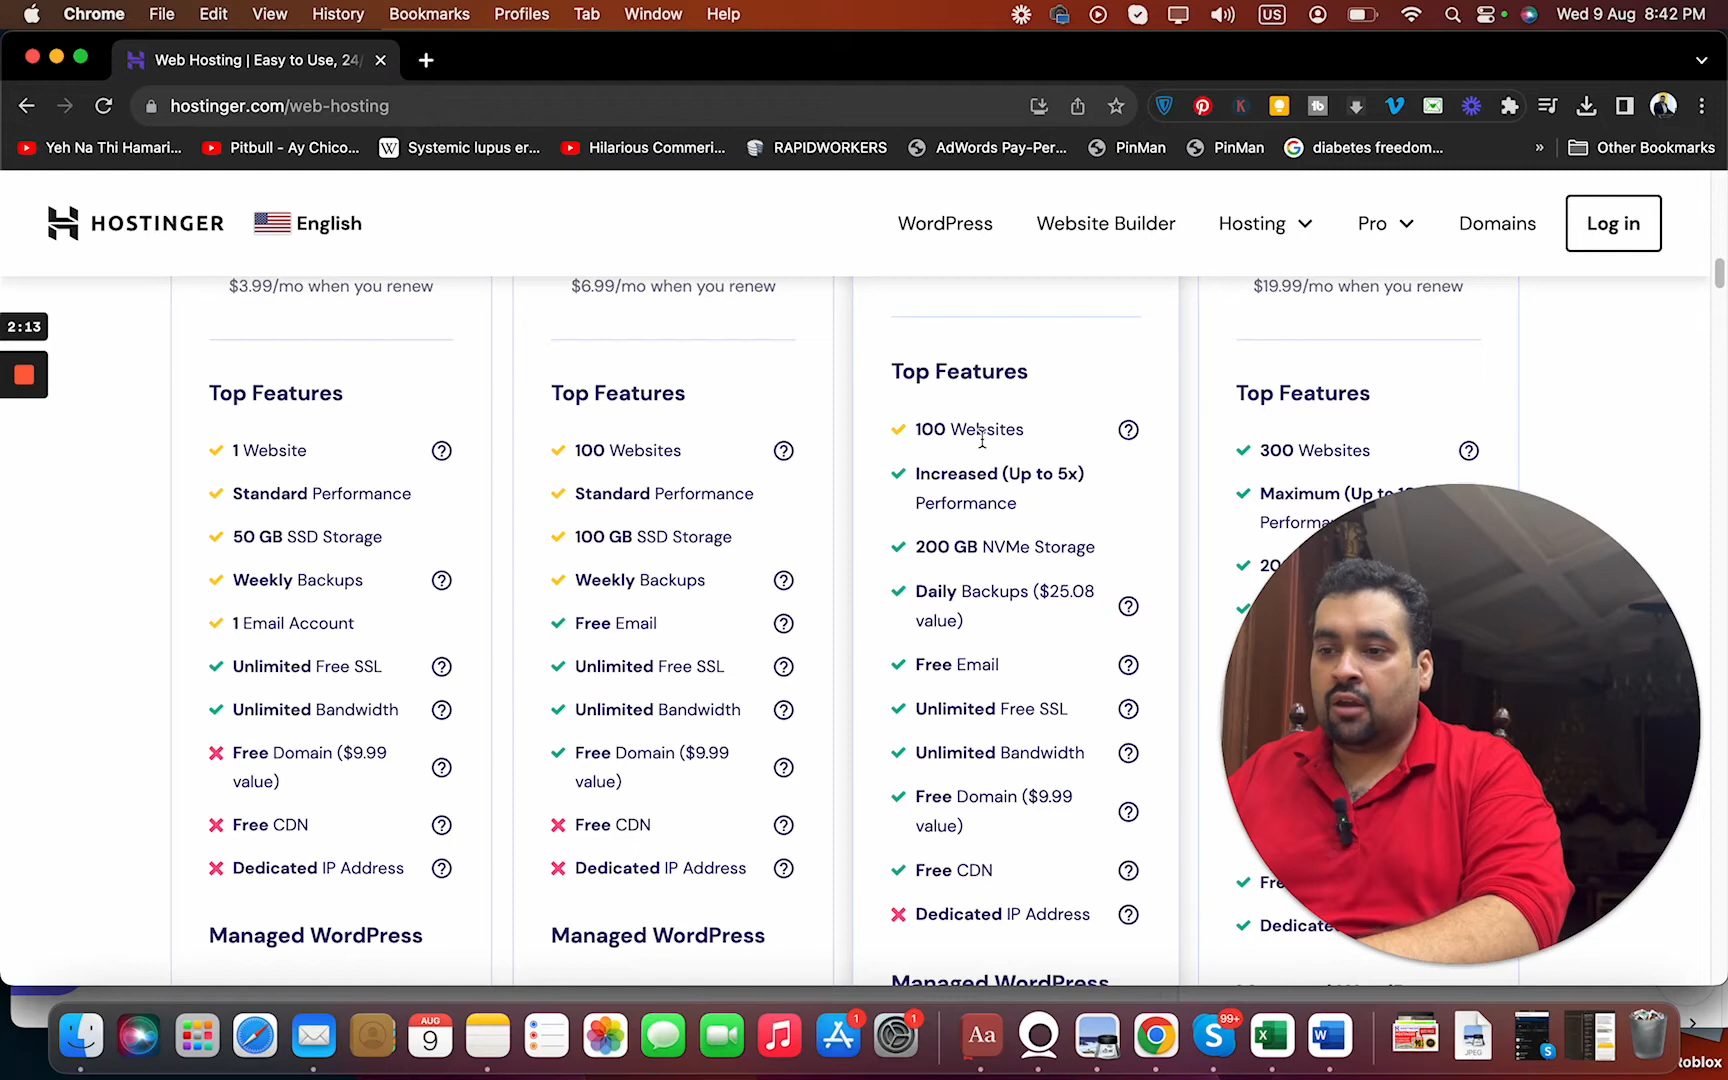 Chrome File Edit View History Bookmarks Profiles Tab Window Help US Wed 9 Aug 8:42 PM
Web Hosting | Easy to Use, 24/
hostinger.com/web-hosting
Yeh Na Thi Hamari... Pitbull - Ay Chico... Systemic lupus er... Hilarious Commeri... RAPIDWORKERS AdWords Pay-Per... PinMan PinMan diabetes freedom... » Other Bookmarks
HOSTINGER English WordPress Website Builder Hosting Pro Domains Log in
2:13
$3.99/mo when you renew
Top Features
1 Website
Standard Performance
50 GB SSD Storage
Weekly Backups
1 Email Account
Unlimited Free SSL
Unlimited Bandwidth
Free Domain ($9.99
value)
Free CDN
Dedicated IP Address
Managed WordPress
$6.99/mo when you renew
Top Features
100 Websites
Standard Performance
100 GB SSD Storage
Weekly Backups
Free Email
Unlimited Free SSL
Unlimited Bandwidth
Free Domain ($9.99
value)
Free CDN
Dedicated IP Address
Managed WordPress
Top Features
100 Websites
Increased (Up to 5x)
Performance
200 GB NVMe Storage
Daily Backups ($25.08
value)
Free Email
Unlimited Free SSL
Unlimited Bandwidth
Free Domain ($9.99
value)
Free CDN
Dedicated IP Address
Managed WordPress
$19.99/mo when you renew
Top Features
300 Websites
Maximum (Up to
AUG
9
1
1
Aa
99+
JPEG
Roblox